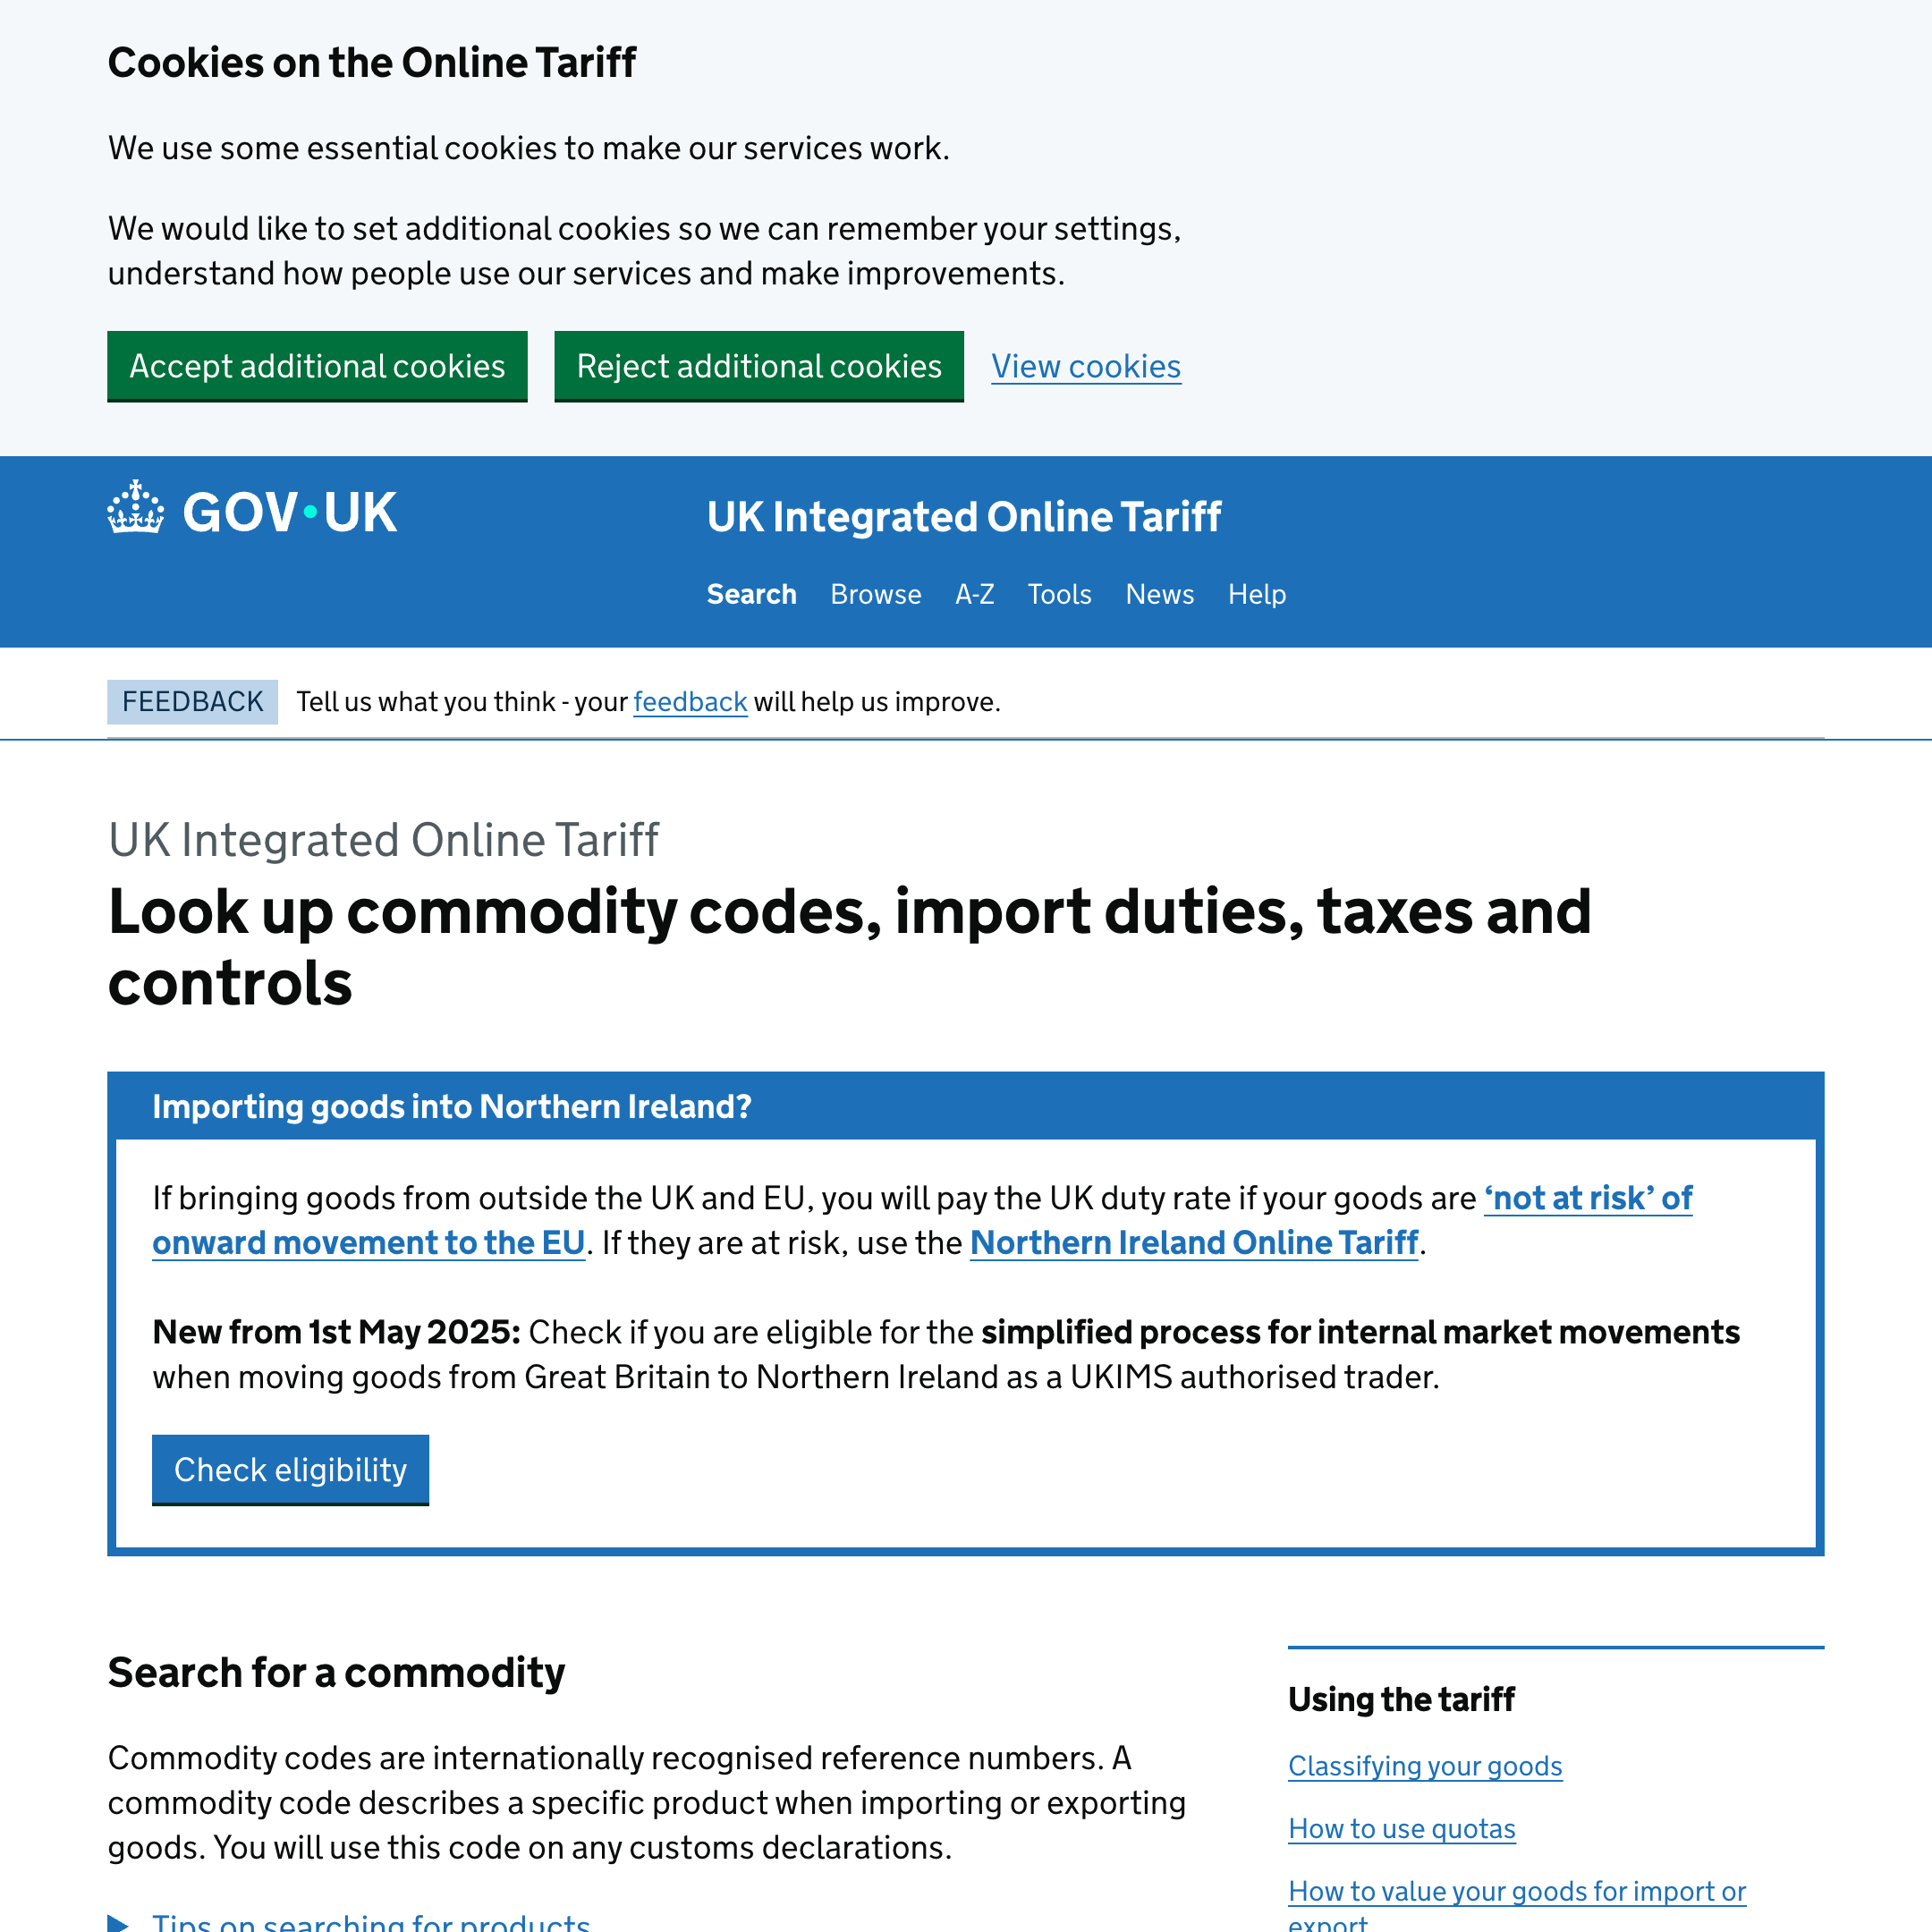 Cookies on the Online Tariff
We use some essential cookies to make our services work.
We would like to set additional cookies so we can remember your settings,
understand how people use our services and make improvements.
Accept additional cookies Reject additional cookies View cookies
GOV·UK UK Integrated Online Tariff
Search Browse A-Z Tools News Help
FEEDBACK Tell us what you think - your feedback will help us improve.
UK Integrated Online Tariff
Look up commodity codes, import duties, taxes and
controls
Importing goods into Northern Ireland?
If bringing goods from outside the UK and EU, you will pay the UK duty rate if your goods are ‘not at risk’ of
onward movement to the EU. If they are at risk, use the Northern Ireland Online Tariff.
New from 1st May 2025: Check if you are eligible for the simplified process for internal market movements
when moving goods from Great Britain to Northern Ireland as a UKIMS authorised trader.
Check eligibility
Search for a commodity
Commodity codes are internationally recognised reference numbers. A
commodity code describes a specific product when importing or exporting
goods. You will use this code on any customs declarations.
Tips on searching for products
Using the tariff
Classifying your goods
How to use quotas
How to value your goods for import or
export